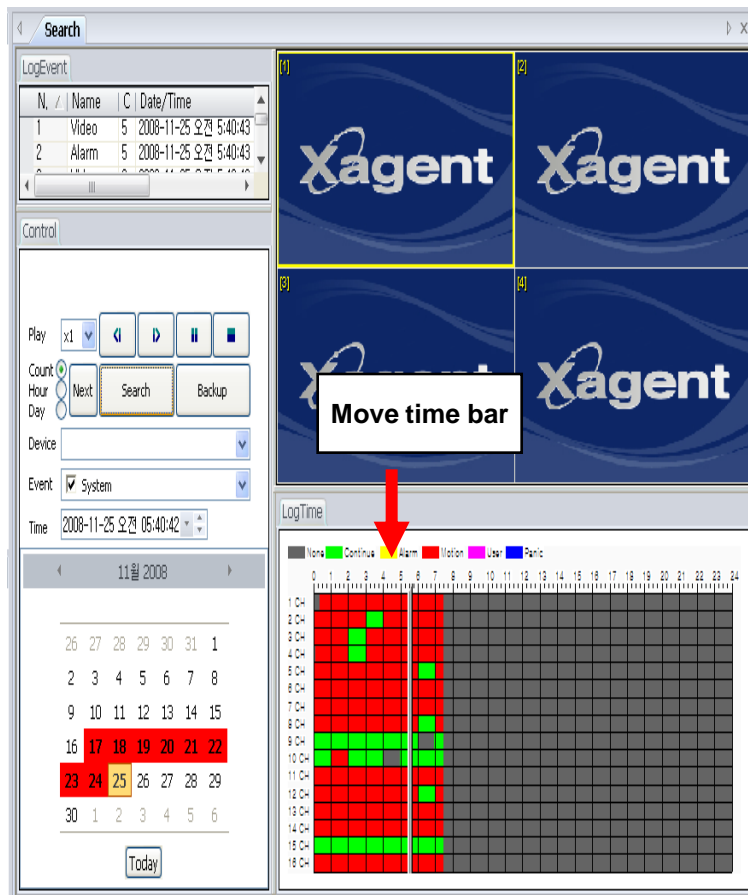 Search
LogEvent
N, Name C Date/Time
1 Video 5 2008-11-25 오전 5:40:43
2 Alarm 5 2008-11-25 오전 5:40:43
Control
Play x1
Count
Hour
Day
Next Search Backup
Device
Event System
Time 2008-11-25 오전 05:40:42
11월 2008
26 27 28 29 30 31 1
2 3 4 5 6 7 8
9 10 11 12 13 14 15
16 17 18 19 20 21 22
23 24 25 26 27 28 29
30 1 2 3 4 5 6
Today
[1] [2]
Xagent Xagent
[3] [4]
Xagent
Move time bar
LogTime
None Continue Alarm Motion User Panic
0 1 2 3 4 5 6 7 8 9 10 11 12 13 14 15 16 17 18 19 20 21 22 23 24
1 CH
2 CH
3 CH
4 CH
5 CH
6 CH
7 CH
8 CH
9 CH
10 CH
11 CH
12 CH
13 CH
14 CH
15 CH
16 CH